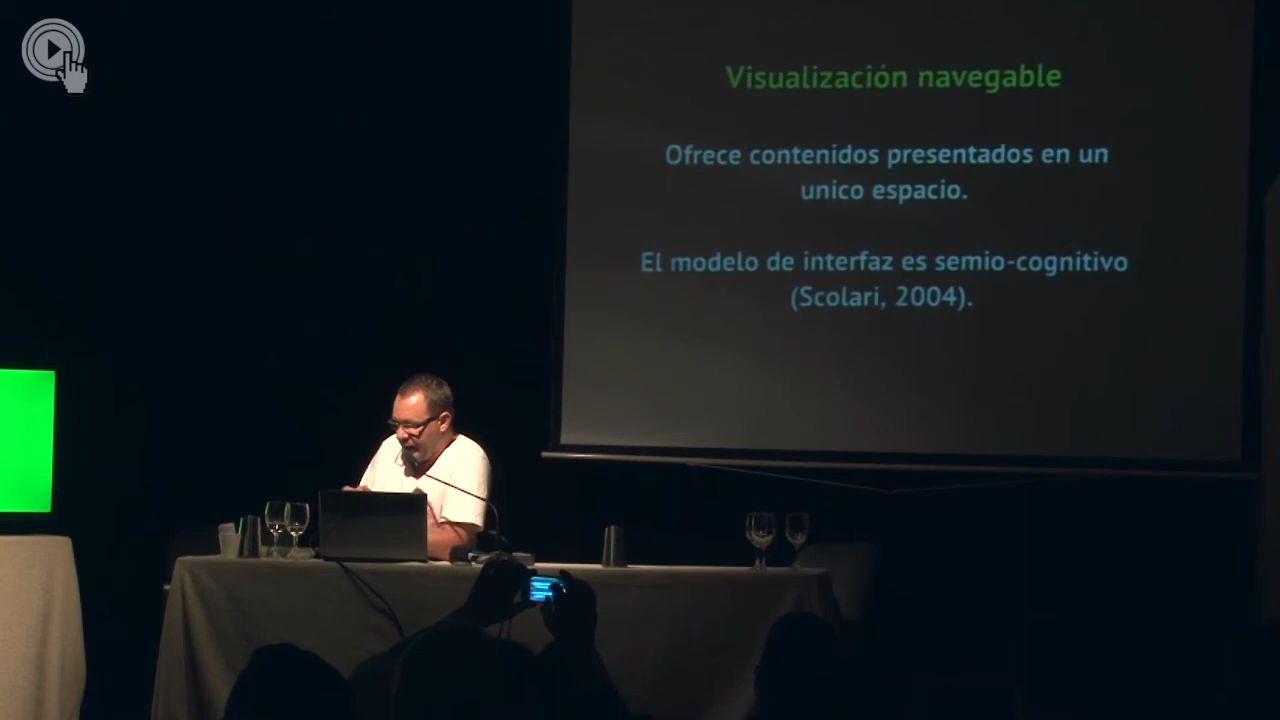 Visualización navegable
Ofrece contenidos presentados en un
unico espacio.
El modelo de interfaz es semio-cognitivo
(Scolari, 2004).